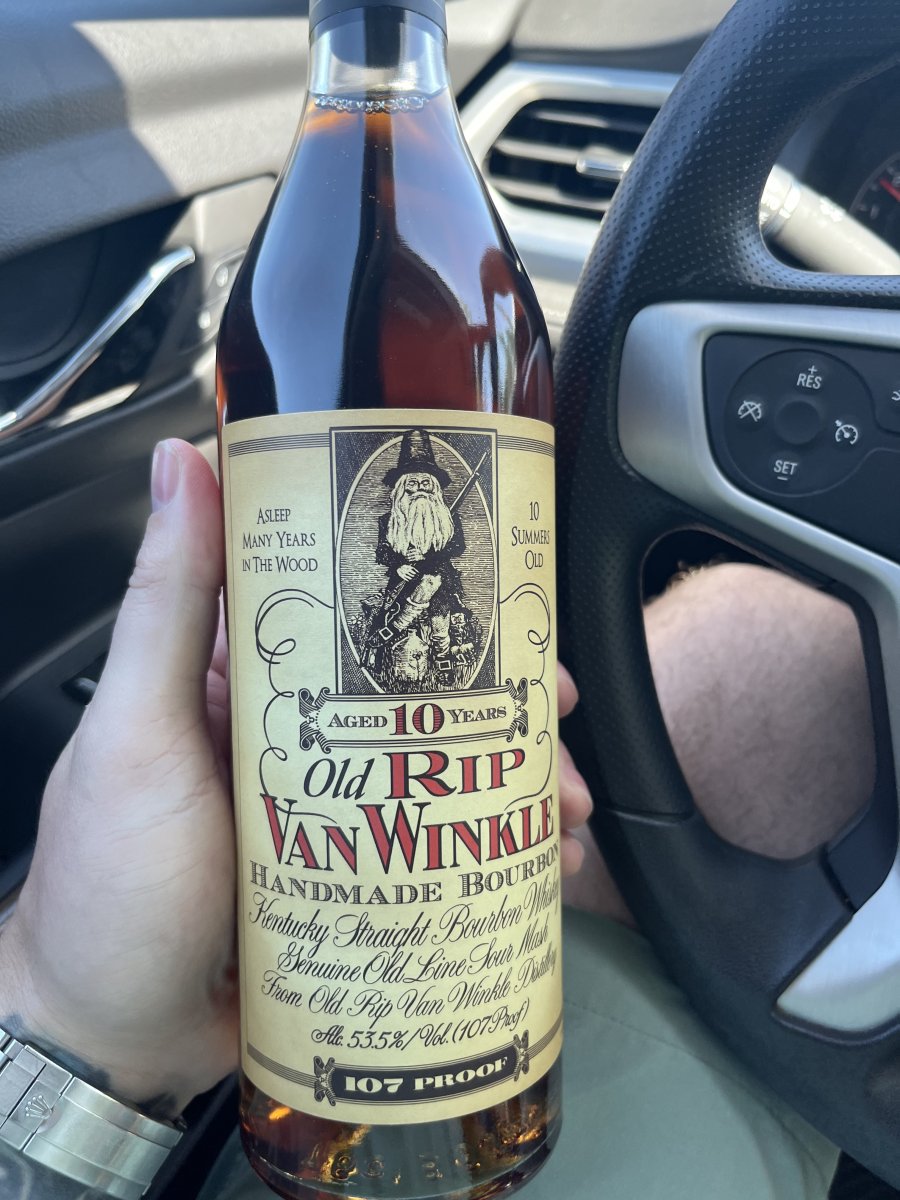 ASLEEP
MANY YEARS
IN THE WOOD
10
SUMMERS
OLD
AGED 10 YEARS
Old RIP
VAN WINKLE
HANDMADE BOURBON
Kentucky Straight Bourbon Whiskey
Genuine Old Line Sour Mash
From Old Rip Van Winkle Distillery
Alc. 53.5% / Vol. (107 Proof)
107 PROOF
+
RES
SET
-